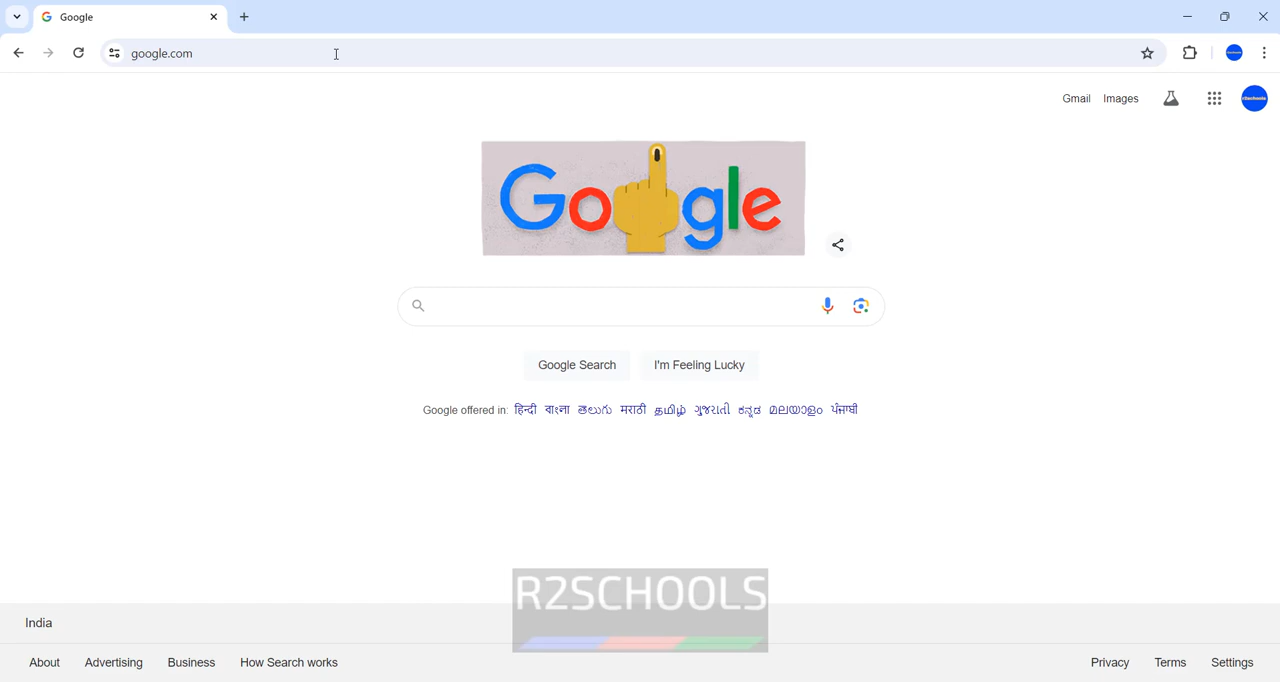 Google
google.com
Gmail Images
Google
Google Search I'm Feeling Lucky
Google offered in: हिन्दी বাংলা తెలుగు मराठी தமிழ் ગુજરાતી ಕನ್ನಡ മലയാളം ਪੰਜਾਬੀ
R2SCHOOLS
India
About Advertising Business How Search works Privacy Terms Settings